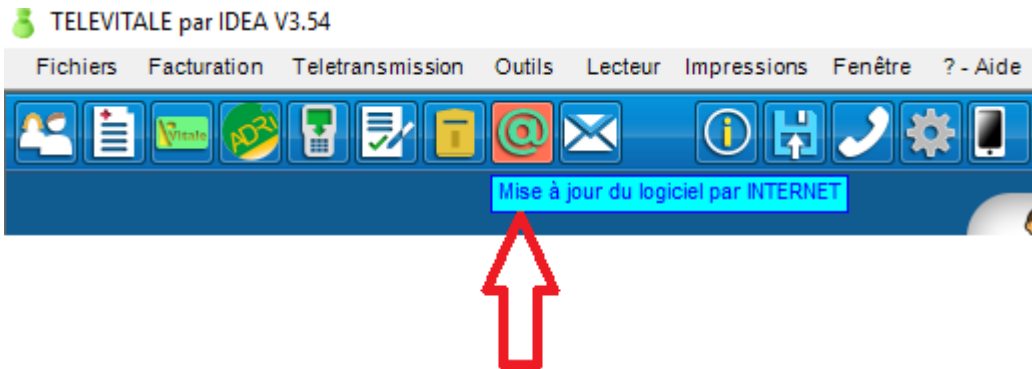 TELEVITALE par IDEA V3.54
Fichiers Facturation Teletransmission Outils Lecteur Impressions Fenêtre ? - Aide
Vitale ADRI @ i
Mise à jour du logiciel par INTERNET